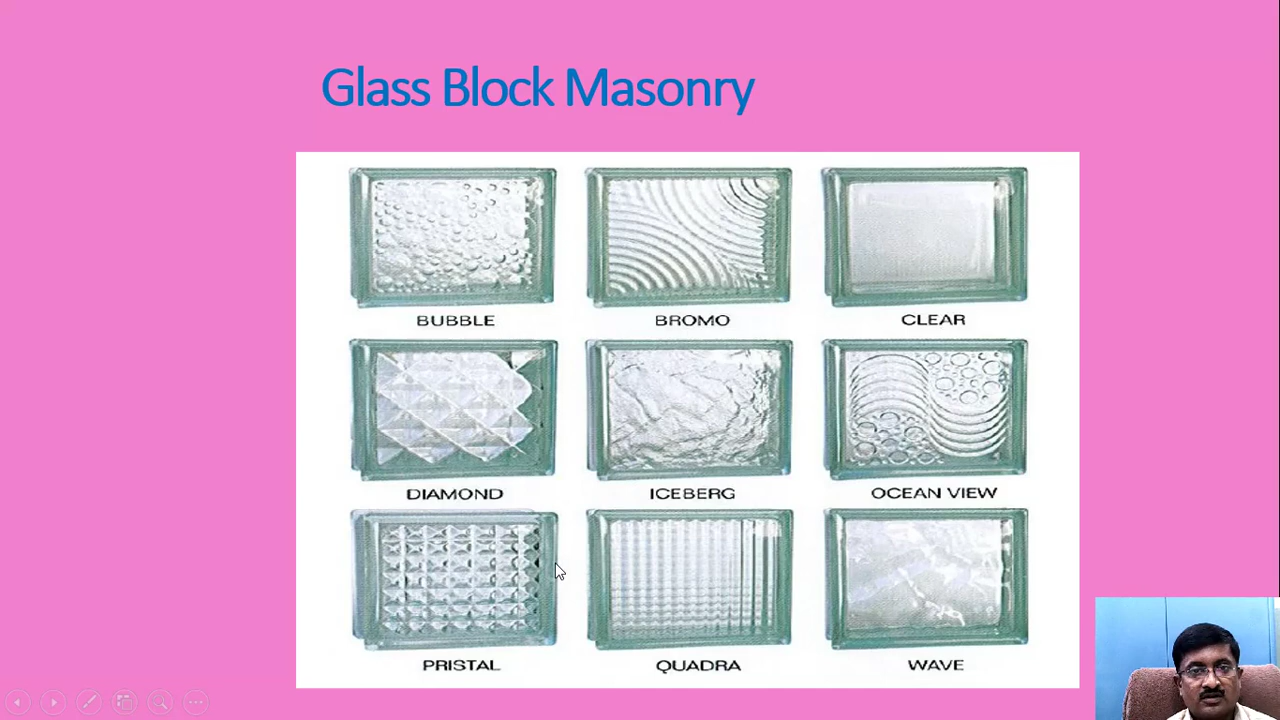 Glass Block Masonry
BUBBLE BROMO CLEAR
DIAMOND ICEBERG OCEAN VIEW
PRISTAL QUADRA WAVE